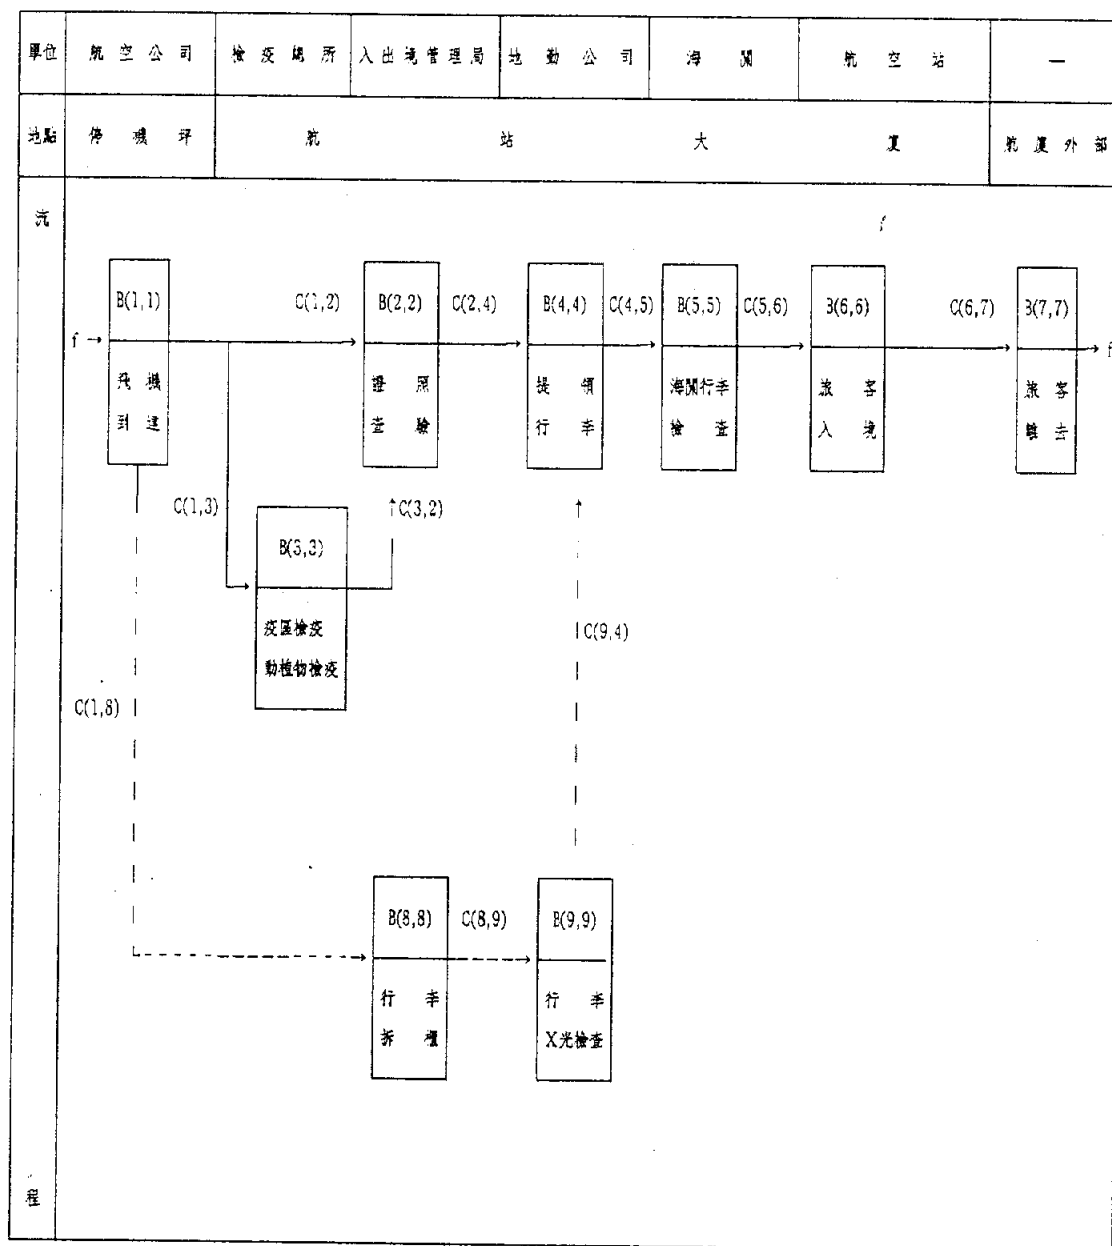 單位 航空公司 檢疫總所 入出境管理局 地勤公司 海關 航空站 —
地點 停機坪 航站大廈 航廈外部
流
B(1,1) C(1,2) B(2,2) C(2,4) B(4,4) C(4,5) B(5,5) C(5,6) B(6,6) C(6,7) B(7,7)
f → f
飛機 證照 提領 海關行李 旅客 旅客
到達 查驗 行李 檢查 入境 離去
C(1,3) C(3,2)
B(3,3)
疫區檢疫 C(9,4)
動植物檢疫
C(1,8)
B(8,8) C(8,9) B(9,9)
行李 行李
拆櫃 X光檢查
程